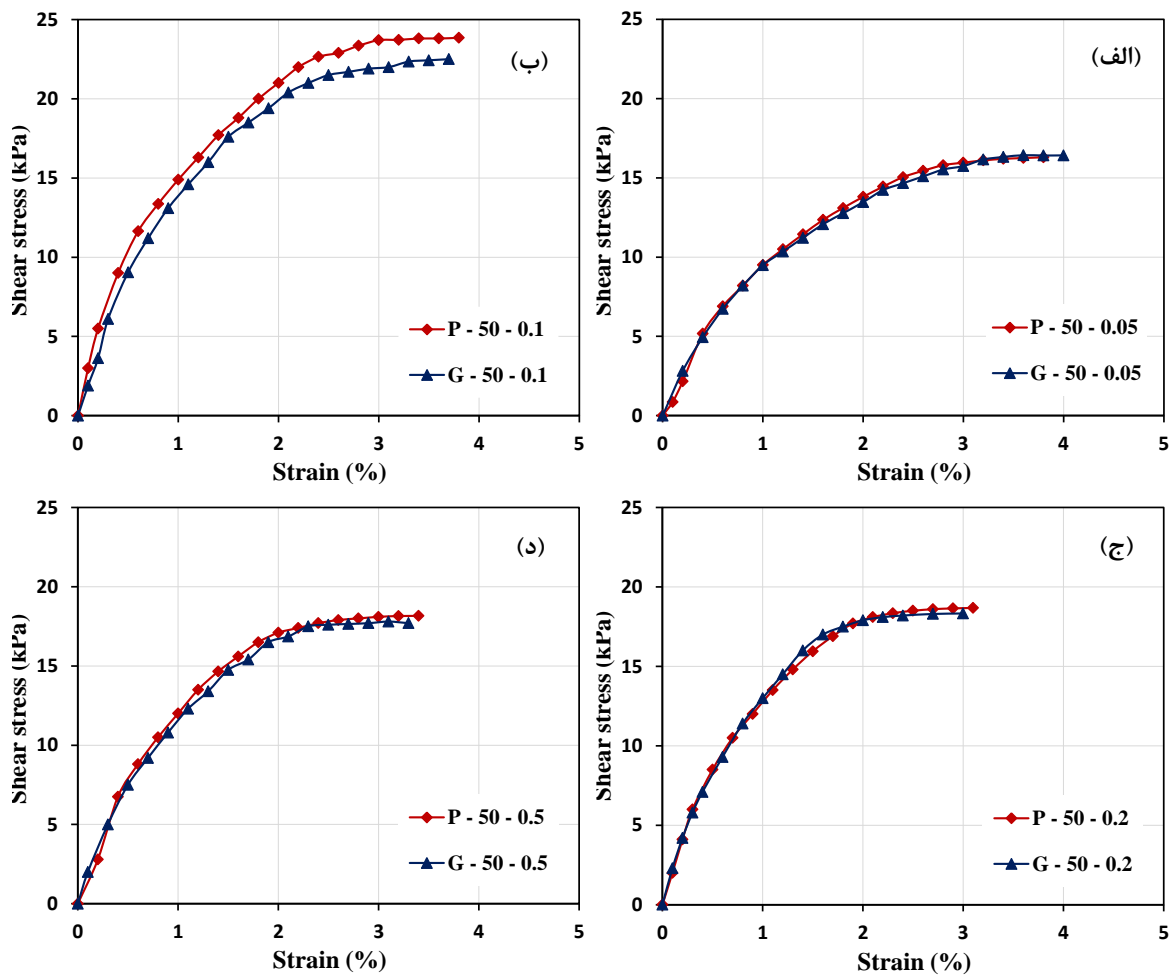 (ب)
25
20
15
10
5
0
Shear stress (kPa)
P - 50 - 0.1
G - 50 - 0.1
0 1 2 3 4 5
Strain (%)
(الف)
25
20
15
10
5
0
Shear stress (kPa)
P - 50 - 0.05
G - 50 - 0.05
0 1 2 3 4 5
Strain (%)
(د)
25
20
15
10
5
0
Shear stress (kPa)
P - 50 - 0.5
G - 50 - 0.5
0 1 2 3 4 5
Strain (%)
(ج)
25
20
15
10
5
0
Shear stress (kPa)
P - 50 - 0.2
G - 50 - 0.2
0 1 2 3 4 5
Strain (%)